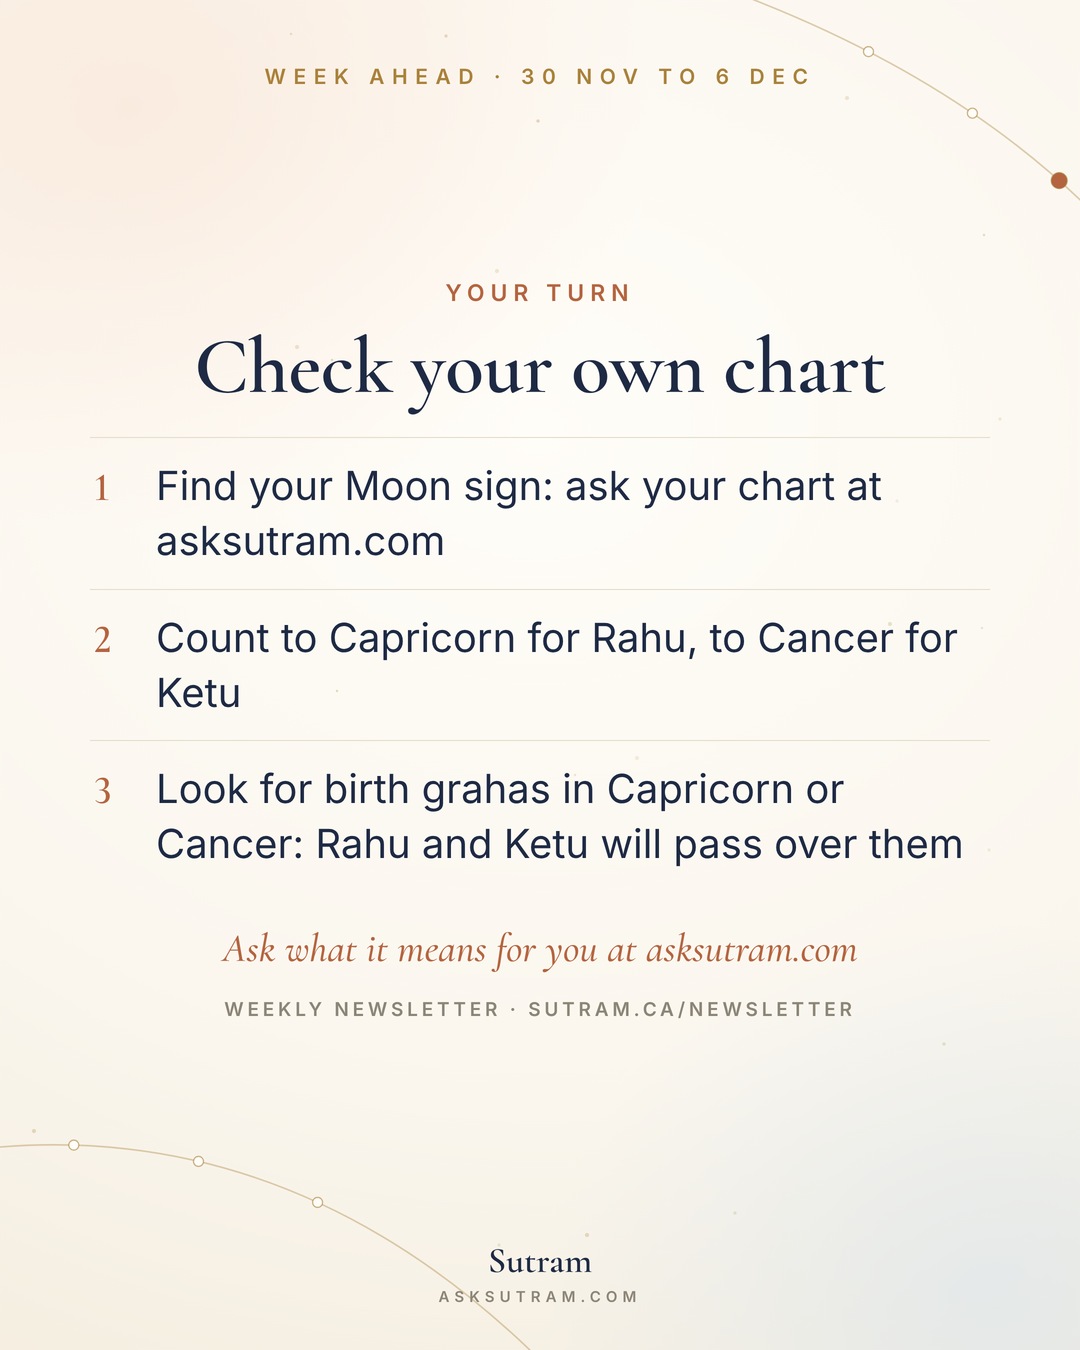 WEEK AHEAD · 30 NOV TO 6 DEC
YOUR TURN
Check your own chart
1 Find your Moon sign: ask your chart at
asksutram.com
2 Count to Capricorn for Rahu, to Cancer for
Ketu
3 Look for birth grahas in Capricorn or
Cancer: Rahu and Ketu will pass over them
Ask what it means for you at asksutram.com
WEEKLY NEWSLETTER · SUTRAM.CA/NEWSLETTER
Sutram
ASKSUTRAM.COM